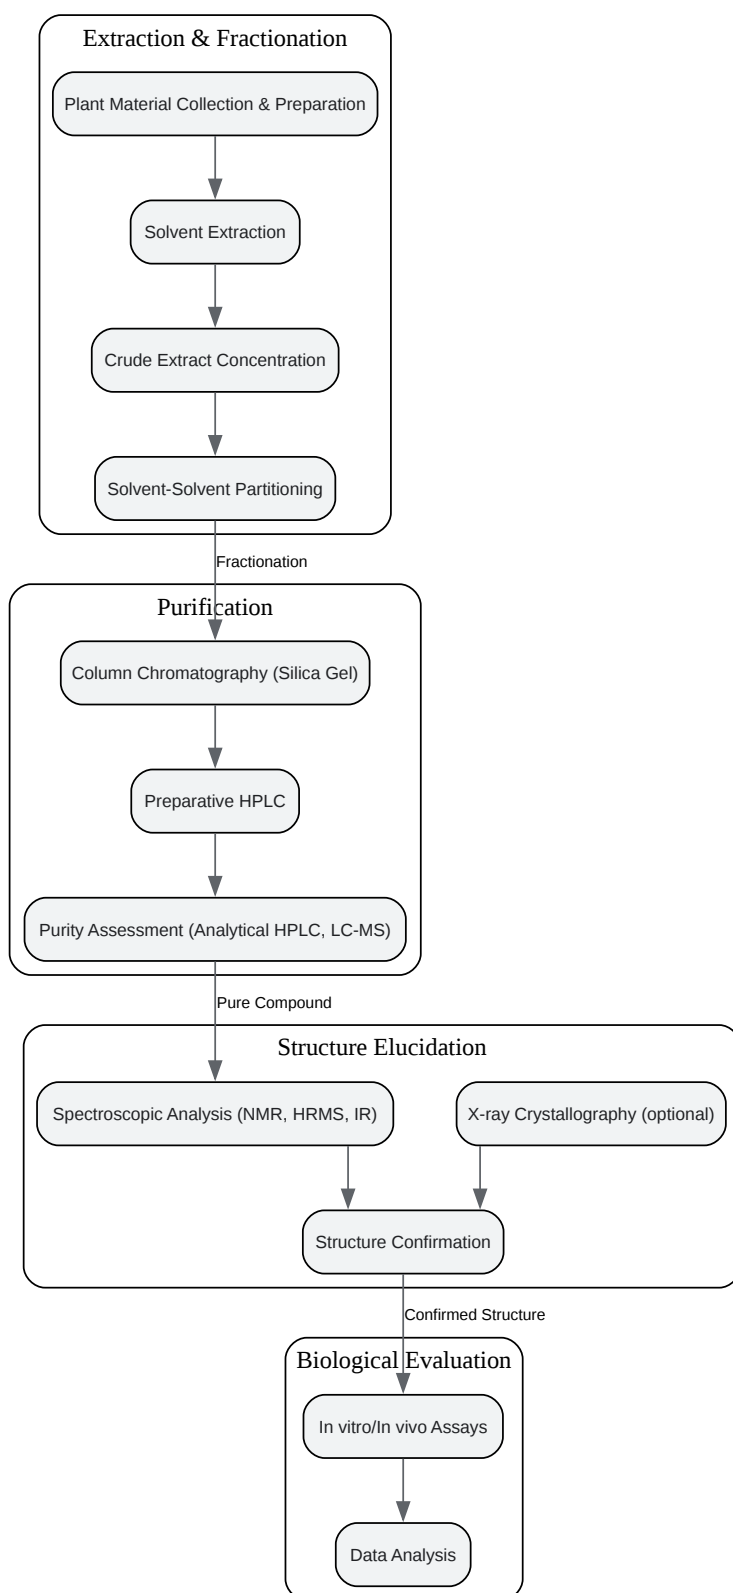 Extraction & Fractionation
Plant Material Collection & Preparation
Solvent Extraction
Crude Extract Concentration
Solvent-Solvent Partitioning
Fractionation
Purification
Column Chromatography (Silica Gel)
Preparative HPLC
Purity Assessment (Analytical HPLC, LC-MS)
Pure Compound
Structure Elucidation
Spectroscopic Analysis (NMR, HRMS, IR)
X-ray Crystallography (optional)
Structure Confirmation
Confirmed Structure
Biological Evaluation
In vitro/In vivo Assays
Data Analysis